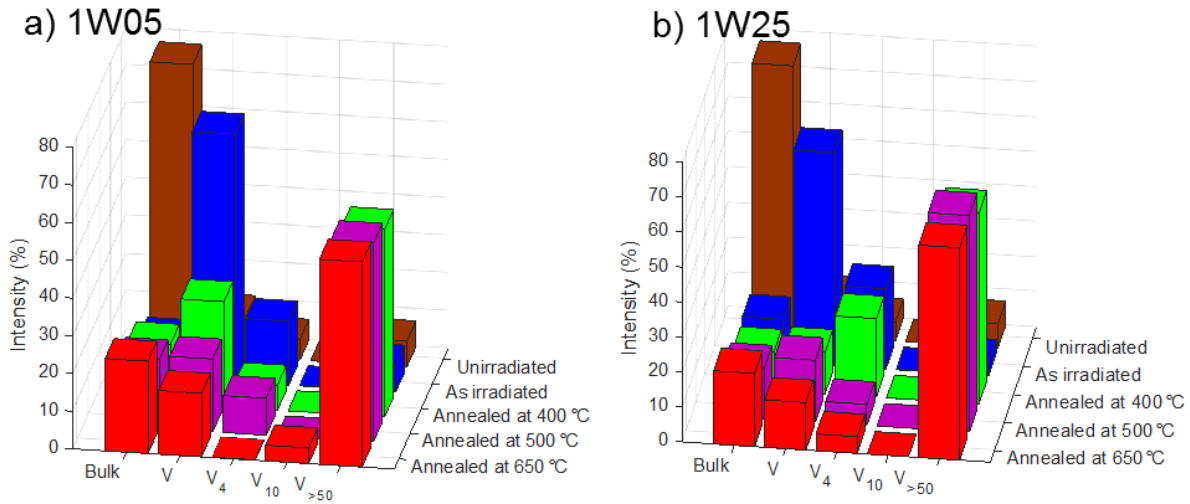 a) 1W05
80
70
60
50
40
30
20
10
0
Intensity (%)
Bulk
V
V4
V10
V>50
Unirradiated
As irradiated
Annealed at 400 °C
Annealed at 500 °C
Annealed at 650 °C
b) 1W25
80
70
60
50
40
30
20
10
0
Intensity (%)
Bulk
V
V4
V10
V>50
Unirradiated
As irradiated
Annealed at 400 °C
Annealed at 500 °C
Annealed at 650 °C